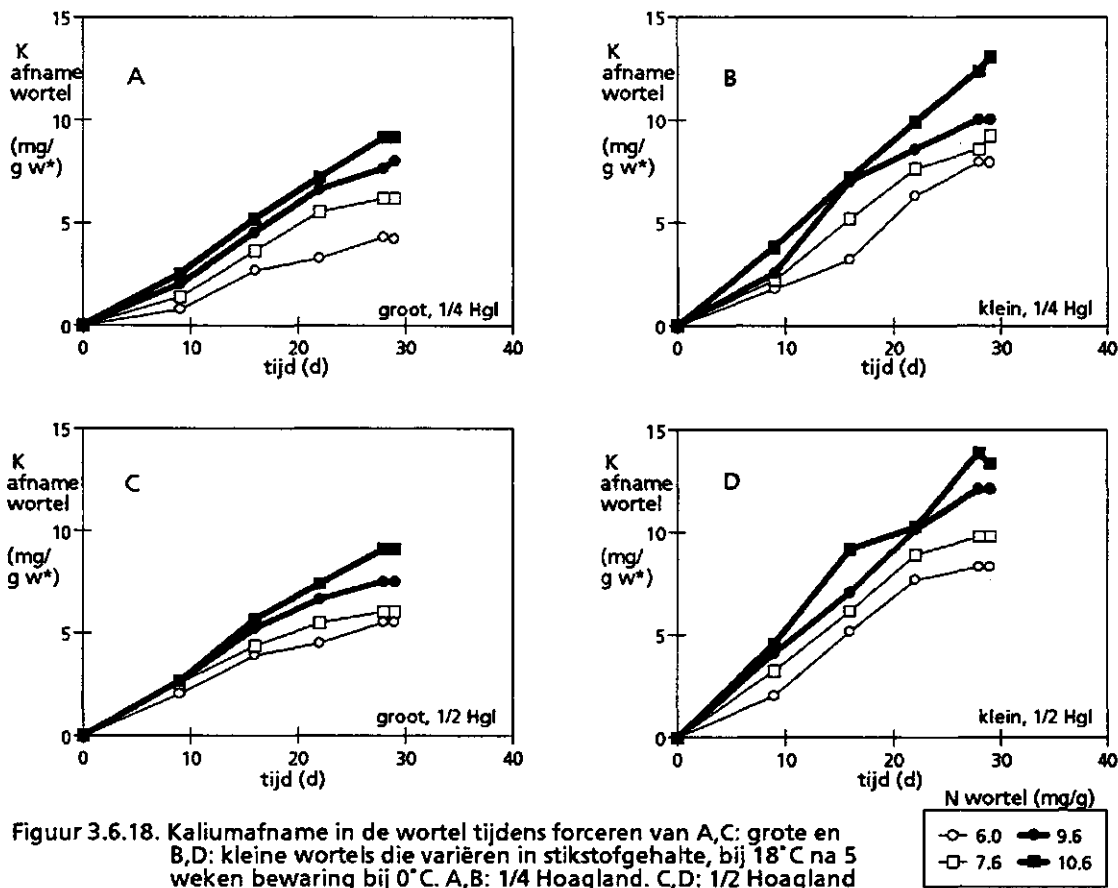 15
K
afname
wortel
A
10
(mg/
g w*)
5
groot, 1/4 Hgl
0
0 10 20 30 40
tijd (d)
15
K
afname
wortel
B
10
(mg/
g w*)
5
klein, 1/4 Hgl
0
0 10 20 30 40
tijd (d)
15
K
afname
wortel
C
10
(mg/
g w*)
5
groot, 1/2 Hgl
0
0 10 20 30 40
tijd (d)
15
K
afname
wortel
D
10
(mg/
g w*)
5
klein, 1/2 Hgl
0
0 10 20 30 40
tijd (d)
N wortel (mg/g)
6.0 9.6
7.6 10.6
Figuur 3.6.18. Kaliumafname in de wortel tijdens forceren van A,C: grote en
B,D: kleine wortels die variëren in stikstofgehalte, bij 18°C na 5
weken bewaring bij 0°C. A,B: 1/4 Hoagland, C,D: 1/2 Hoagland